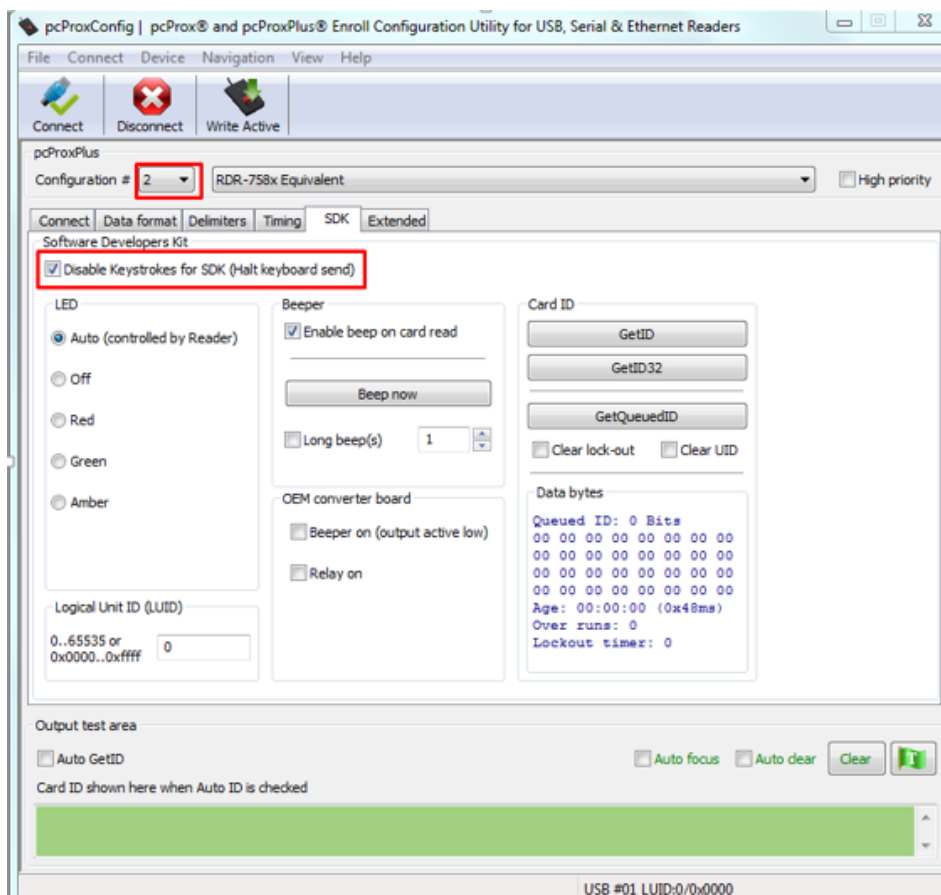 pcProxConfig | pcProx® and pcProxPlus® Enroll Configuration Utility for USB, Serial & Ethernet Readers
File Connect Device Navigation View Help
Connect Disconnect Write Active
pcProxPlus
Configuration # 2 RDR-758x Equivalent High priority
Connect Data format Delimiters Timing SDK Extended
Software Developers Kit
Disable Keystrokes for SDK (Halt keyboard send)
LED
Auto (controlled by Reader)
Off
Red
Green
Amber
Logical Unit ID (LUID)
0..65535 or
0x0000..0xffff
0
Beeper
Enable beep on card read
Beep now
Long beep(s) 1
OEM converter board
Beeper on (output active low)
Relay on
Card ID
GetID
GetID32
GetQueuedID
Clear lock-out Clear UID
Data bytes
Queued ID: 0 Bits
00 00 00 00 00 00 00 00
00 00 00 00 00 00 00 00
00 00 00 00 00 00 00 00
00 00 00 00 00 00 00 00
Age: 00:00:00 (0x48ms)
Over runs: 0
Lockout timer: 0
Output test area
Auto GetID Auto focus Auto clear Clear
Card ID shown here when Auto ID is checked
USB #01 LUID:0/0x0000